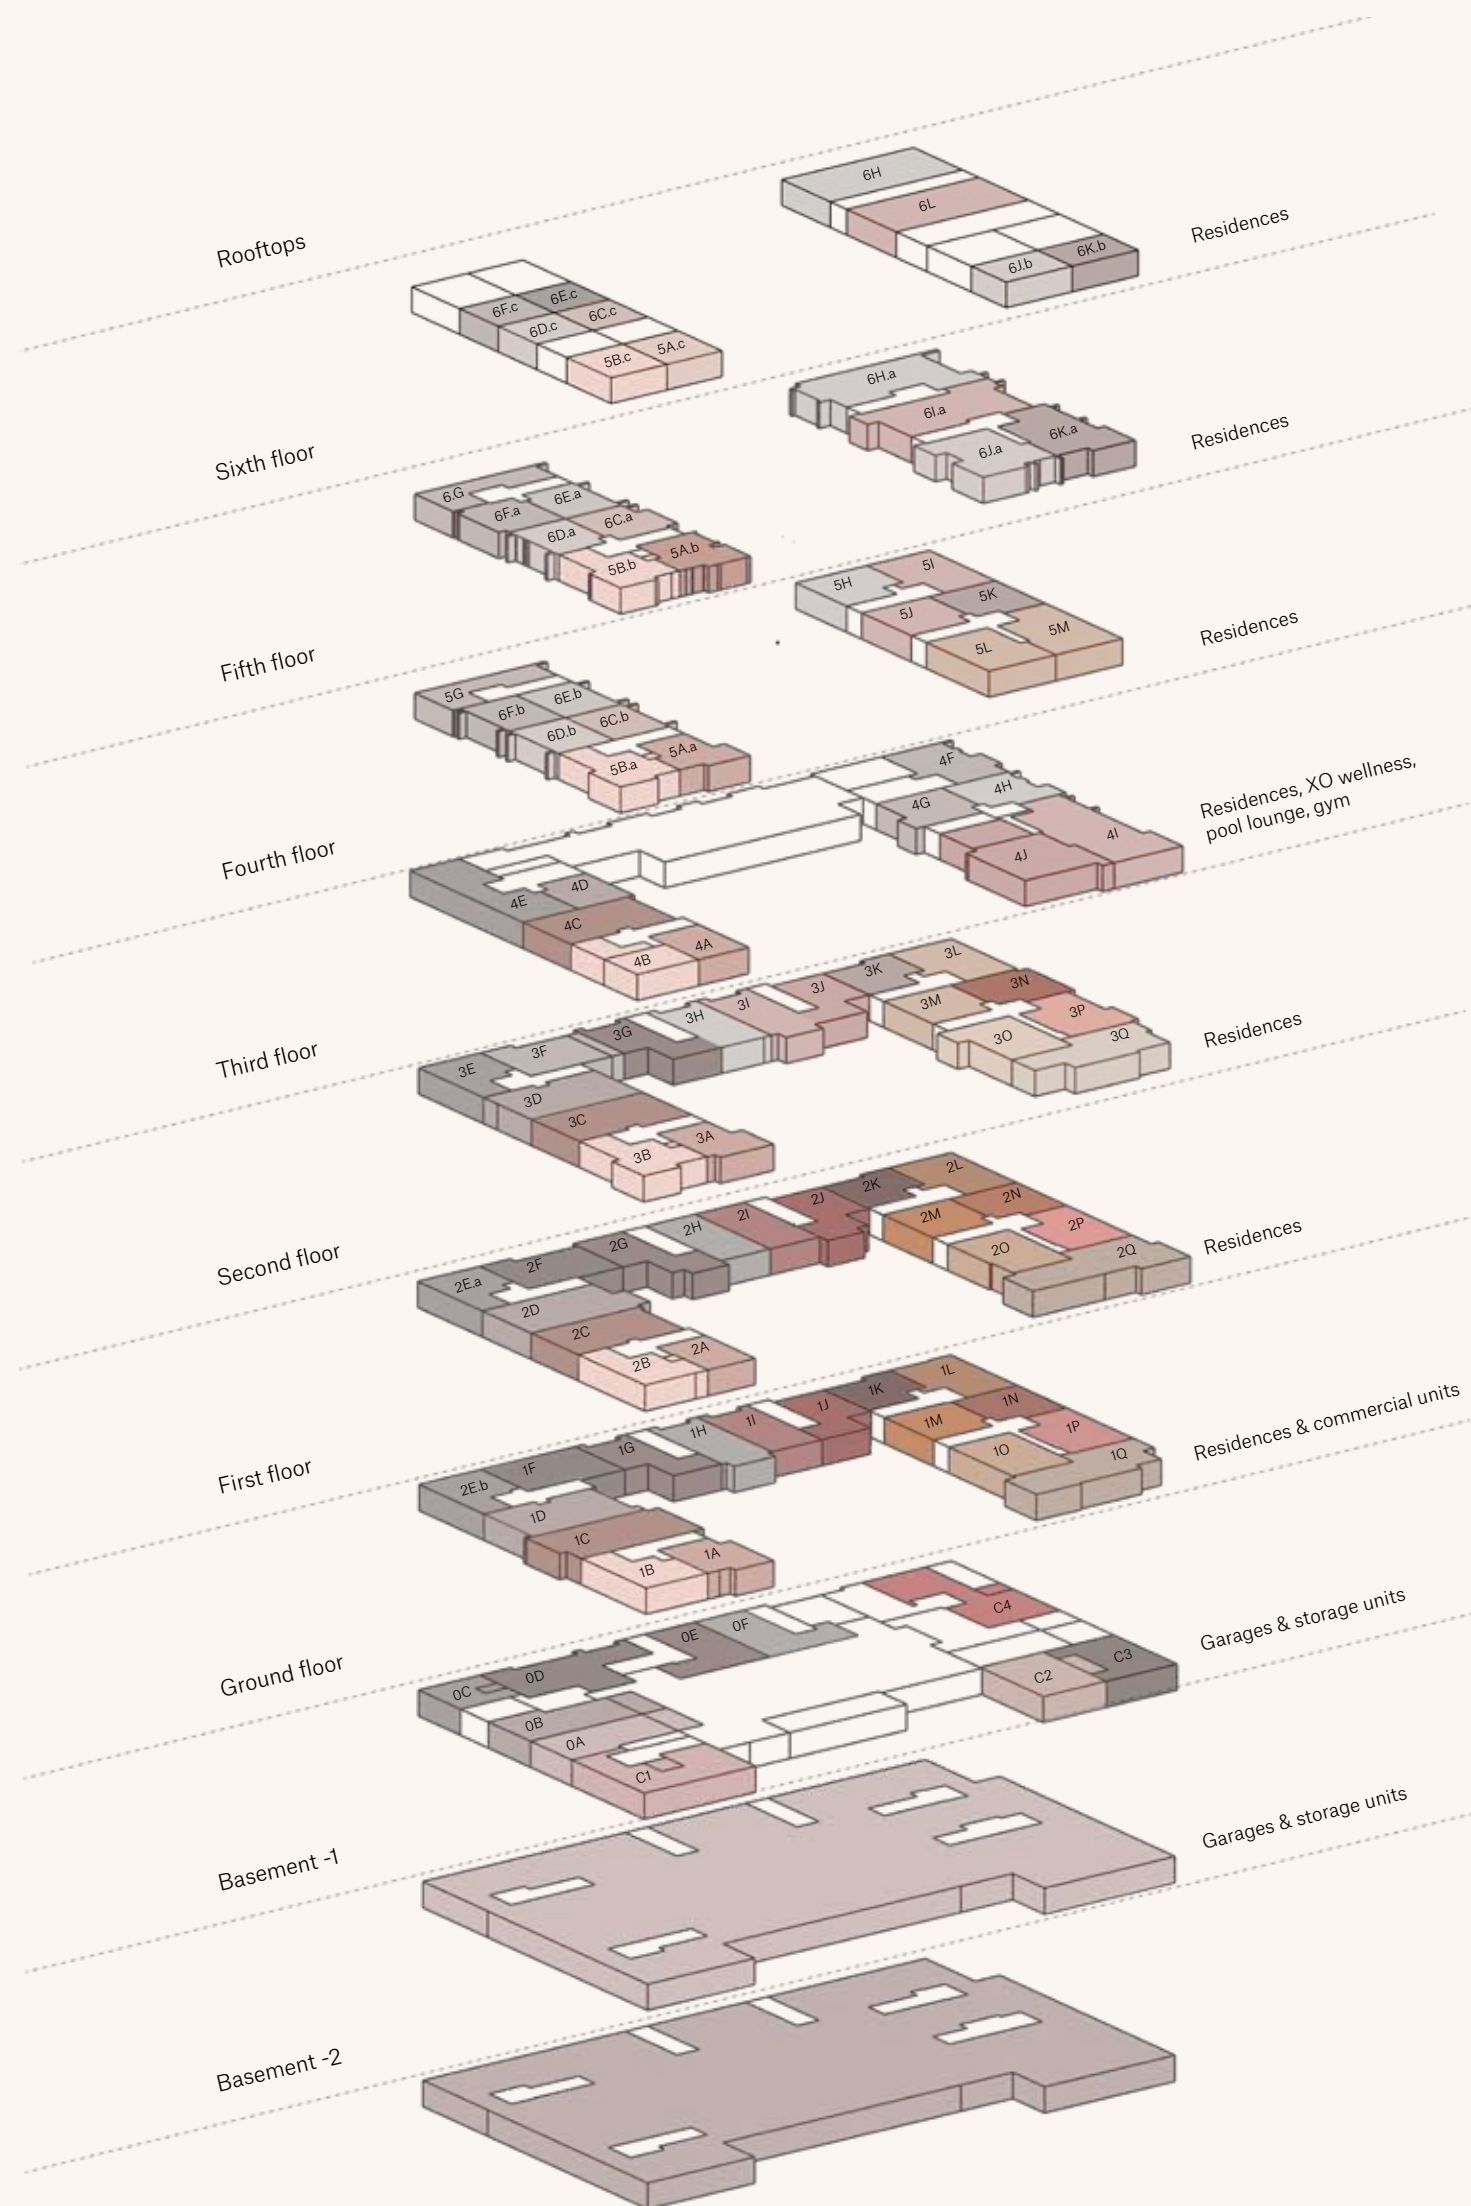 6H
6L
6K.b
6J.b
Residences
Rooftops
6E.c
6F.c
6C.c
6D.c
5A.c
5B.c
6H.a
6I.a
6K.a
6J.a
Residences
Sixth floor
6.G
6E.a
6F.a
6C.a
6D.a
5A.b
5B.b
5I
5H
5K
5J
5M
5L
Residences
Fifth floor
5G
6E.b
6F.b
6C.b
6D.b
5A.a
5B.a
4F
4H
4G
4I
4J
Residences, XO wellness,
pool lounge, gym
Fourth floor
4D
4E
4C
4A
4B
3L
3K
3N
3J
3M
3I
3P
3H
3Q
3G
3O
3F
3E
3D
3C
3A
3B
Residences
Third floor
2L
2K
2N
2J
2M
2I
2P
2H
2O
2Q
2G
2F
2E.a
2D
2C
2A
2B
Residences
Second floor
1L
1K
1N
1J
1M
1I
1P
1H
1O
1Q
1G
1F
2E.b
1D
1C
1A
1B
Residences & commercial units
First floor
C4
0F
0E
C3
0D
C2
0C
0B
0A
C1
Garages & storage units
Ground floor
Garages & storage units
Basement -1
Basement -2